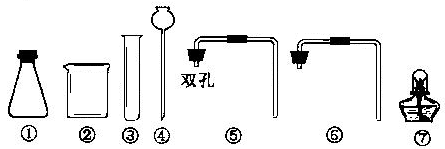 双孔
① ② ③ ④ ⑤ ⑥ ⑦